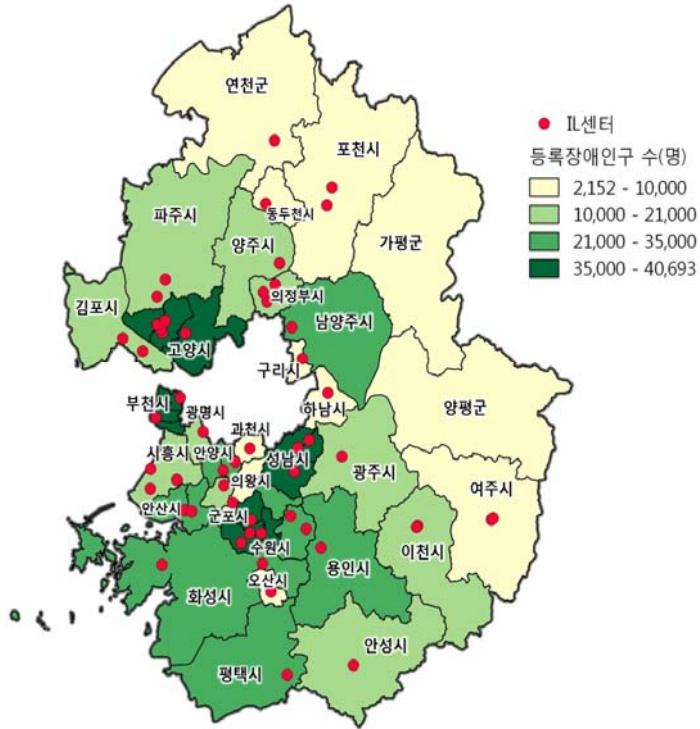 연천군
IL센터
포천시
등록장애인구 수(명)
2,152 - 10,000
10,000 - 21,000
21,000 - 35,000
35,000 - 40,693
파주시
동두천시
양주시
가평군
김포시
의정부시
남양주시
고양시
구리시
하남시
양평군
부천시
광명시
과천시
시흥시
안양시
성남시
광주시
의왕시
여주시
안산시
군포시
수원시
이천시
용인시
오산시
화성시
안성시
평택시